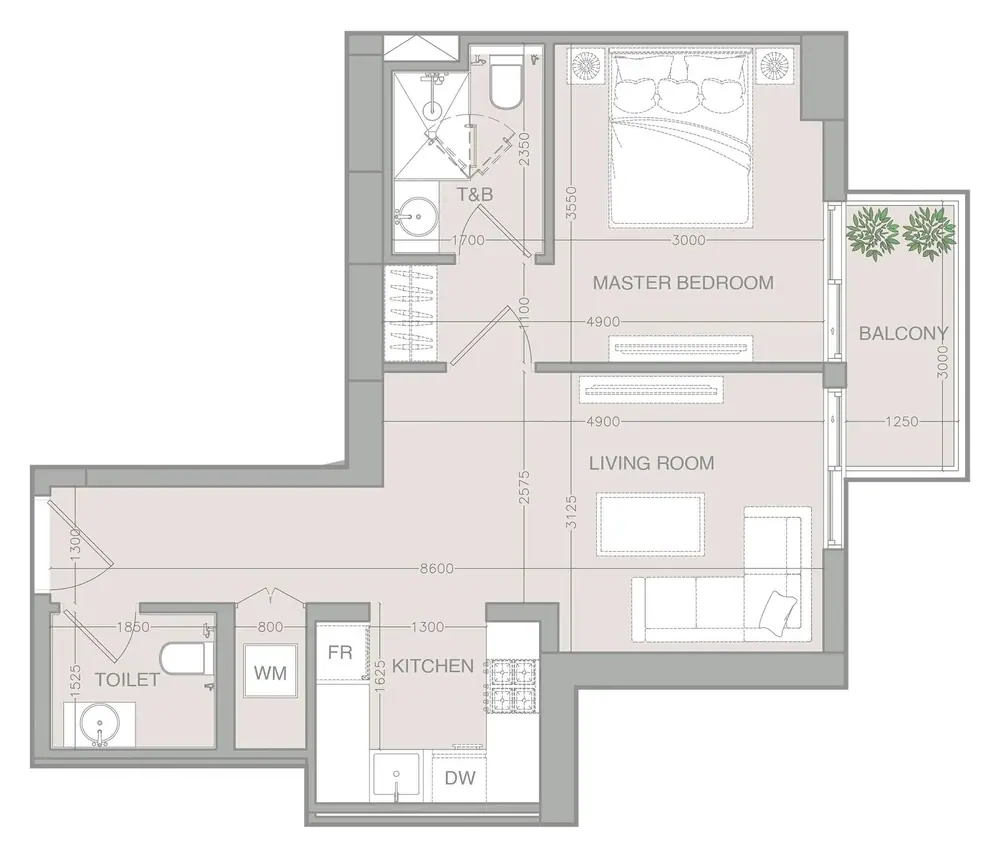 2350
T&B
1700
3550
3000
MASTER BEDROOM
1100
4900
BALCONY
3000
1250
4900
LIVING ROOM
2575
3125
1300
8600
1850
800
1300
FR
KITCHEN
1625
WM
TOILET
1525
DW